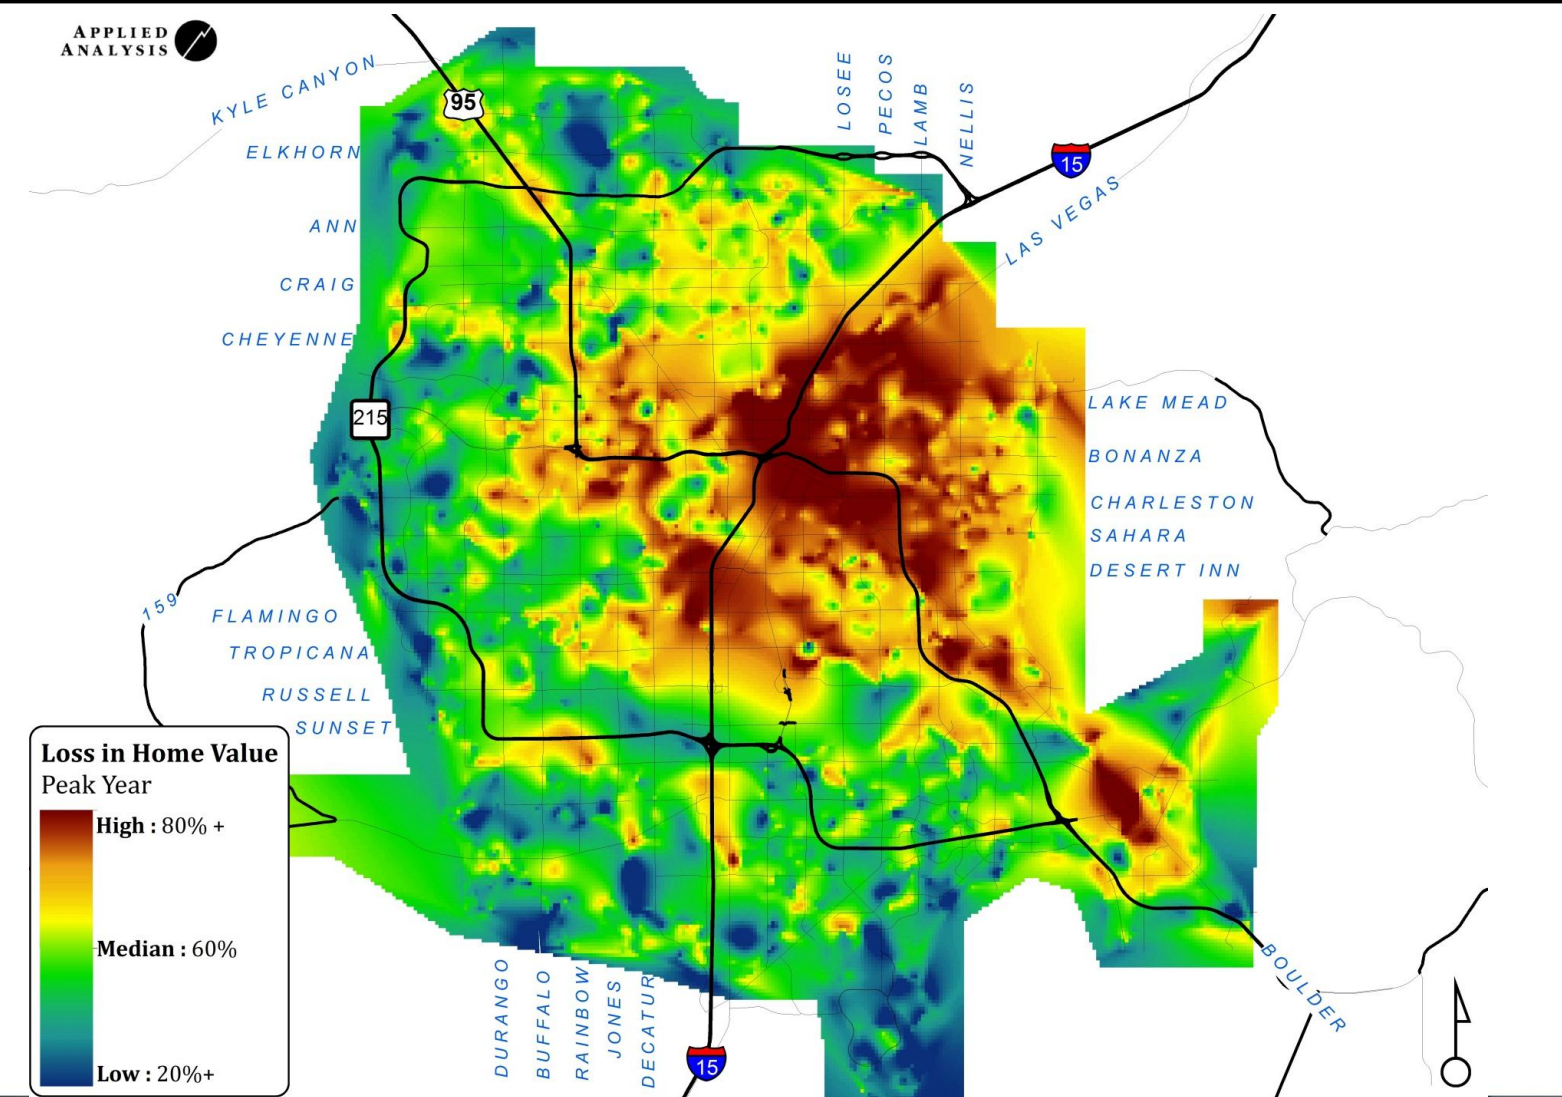 APPLIED
ANALYSIS
KYLE CANYON
95
ELKHORN
ANN
CRAIG
CHEYENNE
215
LOSEE
PECOS
LAMB
NELLIS
15
LAS VEGAS
LAKE MEAD
BONANZA
CHARLESTON
SAHARA
DESERT INN
159
FLAMINGO
TROPICANA
RUSSELL
SUNSET
Loss in Home Value
Peak Year
High : 80% +
Median : 60%
Low : 20%+
DURANGO
BUFFALO
RAINBOW
JONES
DECATUR
15
BOULDER